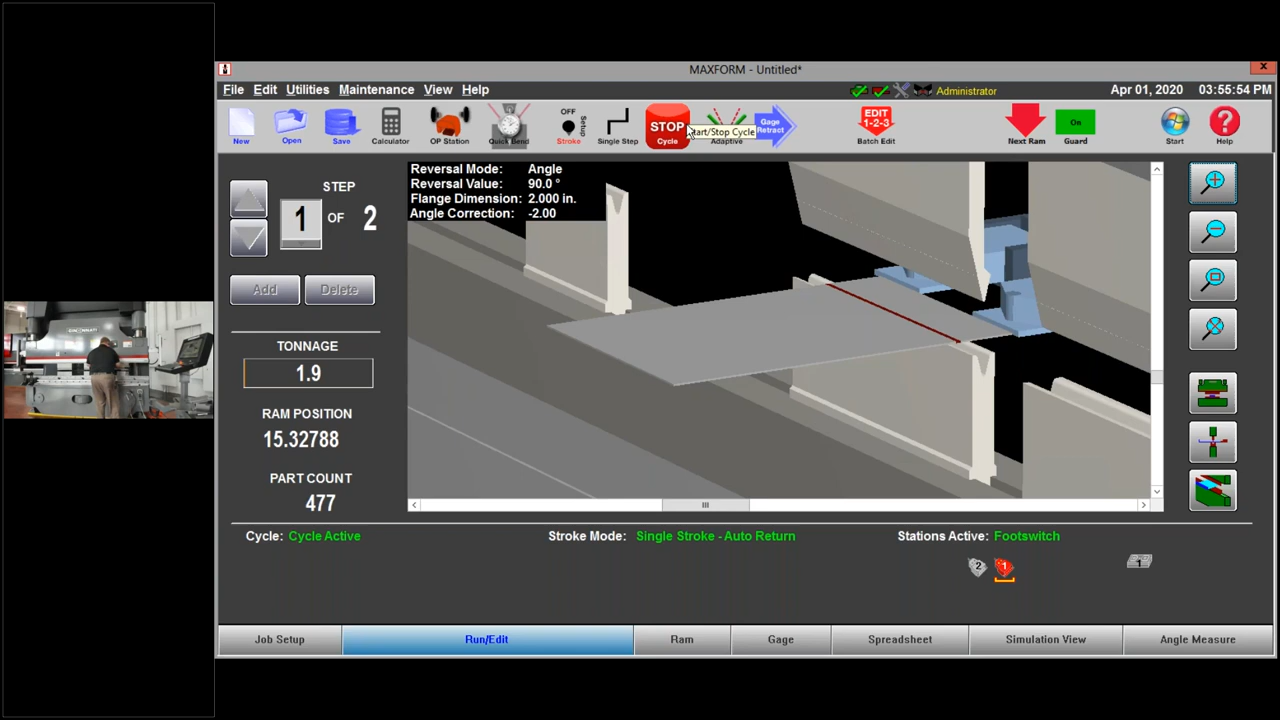 MAXFORM - Untitled*
x
File Edit Utilities Maintenance View Help
Administrator
Apr 01, 2020 03:55:54 PM
New
Open
Save
Calculator
OP Station
Quick Bend
OFF
Setup
Stroke
Single Step
STOP
Cycle
Start/Stop Cycle
Adaptive
Gage
Retract
EDIT
1-2-3
Batch Edit
Next Ram
On
Guard
Start
Help
STEP
1 OF 2
Add Delete
TONNAGE
1.9
RAM POSITION
15.32788
PART COUNT
477
Reversal Mode: Angle
Reversal Value: 90.0 °
Flange Dimension: 2.000 in.
Angle Correction: -2.00
Cycle: Cycle Active Stroke Mode: Single Stroke - Auto Return Stations Active: Footswitch
2 1 1
Job Setup Run/Edit Ram Gage Spreadsheet Simulation View Angle Measure
CINCINNATI